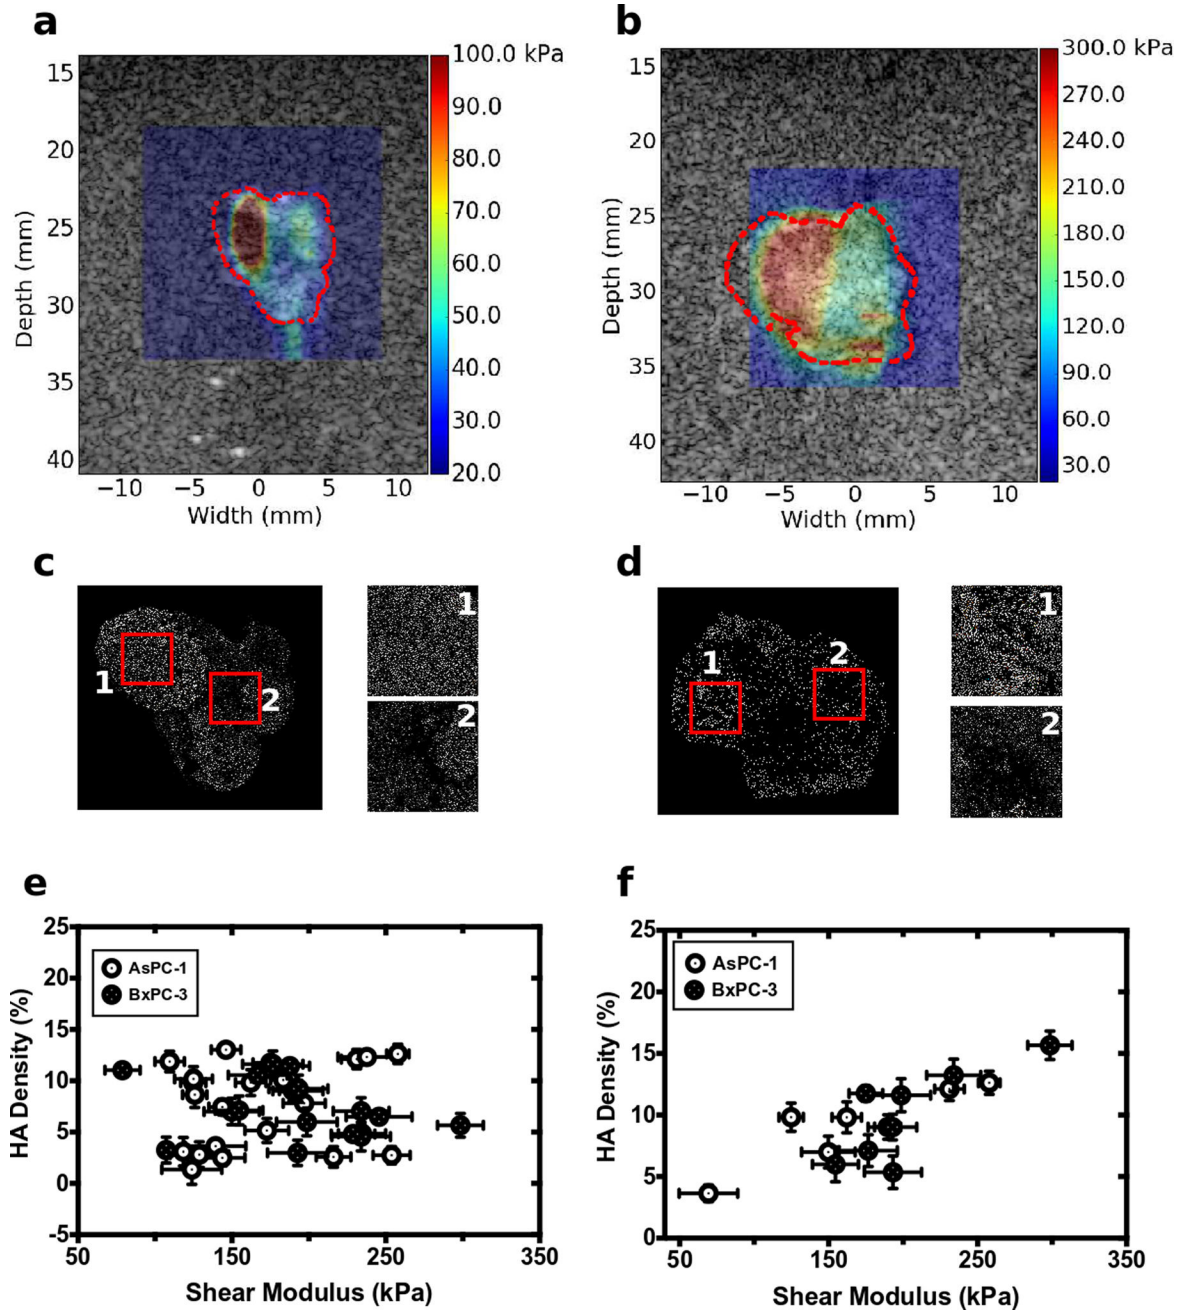 a
b
100.0 kPa
90.0
80.0
70.0
60.0
50.0
40.0
30.0
20.0
15
20
25
30
35
40
Depth (mm)
−10 −5 0 5 10
Width (mm)
300.0 kPa
270.0
240.0
210.0
180.0
150.0
120.0
90.0
60.0
30.0
15
20
25
30
35
40
Depth (mm)
−10 −5 0 5 10
Width (mm)
c
1
2
1
2
d
1
2
1
2
e
25
20
15
10
5
0
-5
HA Density (%)
AsPC-1
BxPC-3
50 150 250 350
Shear Modulus (kPa)
f
25
20
15
10
5
0
HA Density (%)
AsPC-1
BxPC-3
50 150 250 350
Shear Modulus (kPa)